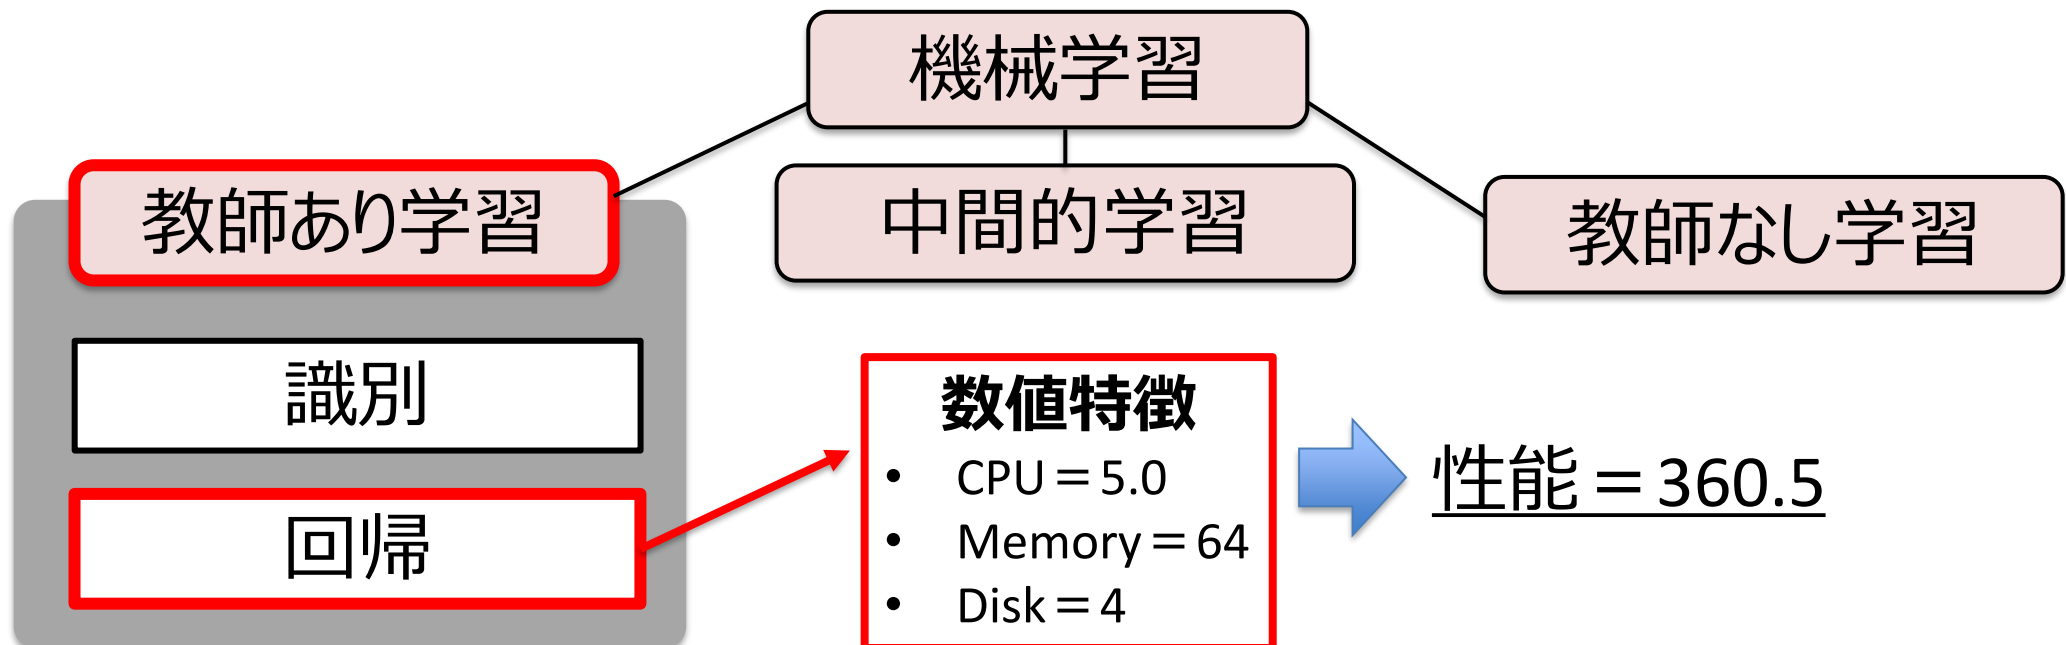 機械学習
教師あり学習
中間的学習
教師なし学習
識別
回帰
数値特徴
• CPU＝5.0
• Memory＝64
• Disk＝4
性能＝360.5